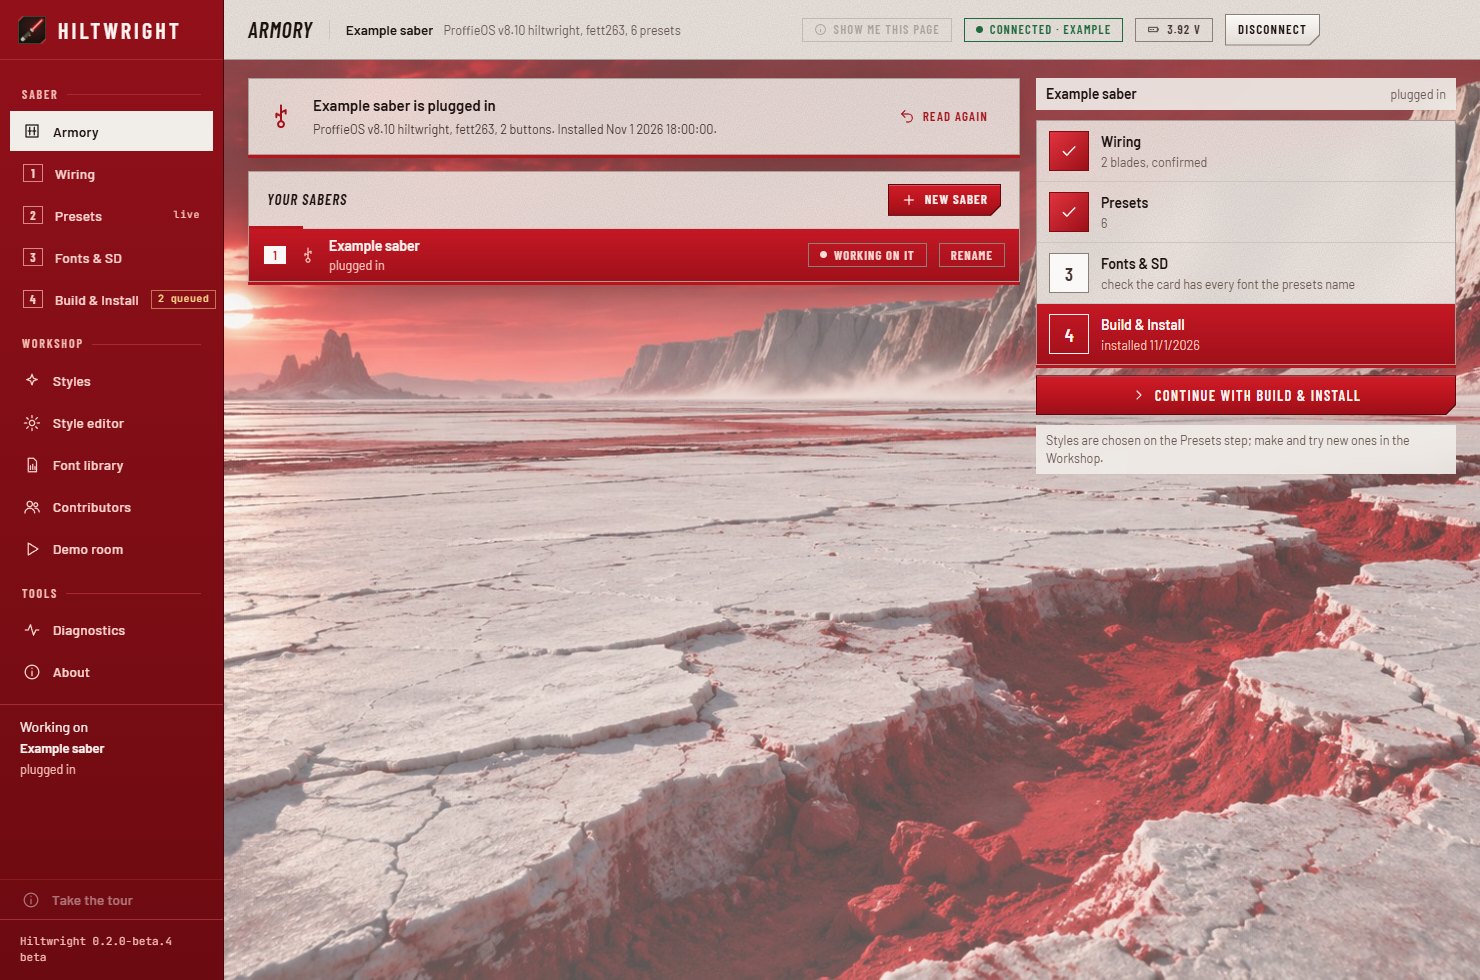 HILTWRIGHT
SABER
Armory
1 Wiring
2 Presets live
3 Fonts & SD
4 Build & Install 2 queued
WORKSHOP
Styles
Style editor
Font library
Contributors
Demo room
TOOLS
Diagnostics
About
Working on
Example saber
plugged in
Take the tour
Hiltwright 0.2.0-beta.4
beta
ARMORY Example saber ProffieOS v8.10 hiltwright, fett263, 6 presets SHOW ME THIS PAGE CONNECTED · EXAMPLE 3.92 V DISCONNECT
Example saber is plugged in
ProffieOS v8.10 hiltwright, fett263, 2 buttons. Installed Nov 1 2026 18:00:00.
READ AGAIN
YOUR SABERS NEW SABER
1 Example saber
plugged in
WORKING ON IT RENAME
Example saber plugged in
Wiring
2 blades, confirmed
Presets
6
3 Fonts & SD
check the card has every font the presets name
4 Build & Install
installed 11/1/2026
CONTINUE WITH BUILD & INSTALL
Styles are chosen on the Presets step; make and try new ones in the
Workshop.